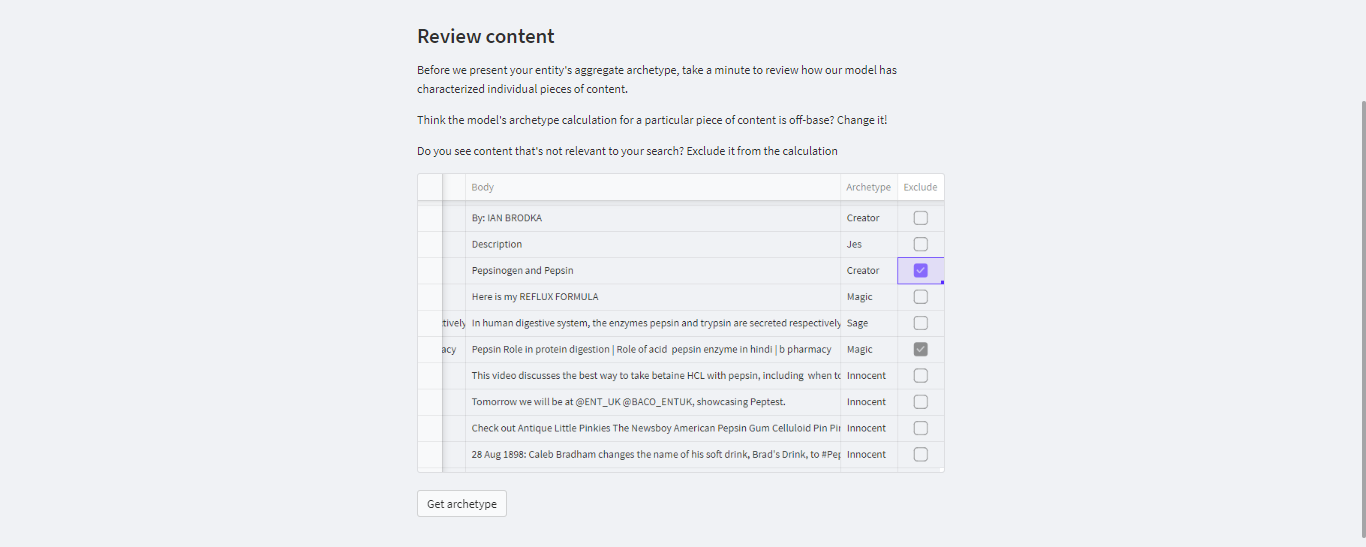 Review content
Before we present your entity's aggregate archetype, take a minute to review how our model has
characterized individual pieces of content.
Think the model's archetype calculation for a particular piece of content is off-base? Change it!
Do you see content that's not relevant to your search? Exclude it from the calculation
Body Archetype Exclude
By: IAN BRODKA Creator
Description Jes
Pepsinogen and Pepsin Creator
Here is my REFLUX FORMULA Magic
tively In human digestive system, the enzymes pepsin and trypsin are secreted respectively Sage
acy Pepsin Role in protein digestion | Role of acid pepsin enzyme in hindi | b pharmacy Magic
This video discusses the best way to take betaine HCL with pepsin, including when to Innocent
Tomorrow we will be at @ENT_UK @BACO_ENTUK, showcasing Peptest. Innocent
Check out Antique Little Pinkies The Newsboy American Pepsin Gum Celluloid Pin Pi Innocent
28 Aug 1898: Caleb Bradham changes the name of his soft drink, Brad's Drink, to #Pep Innocent
Get archetype